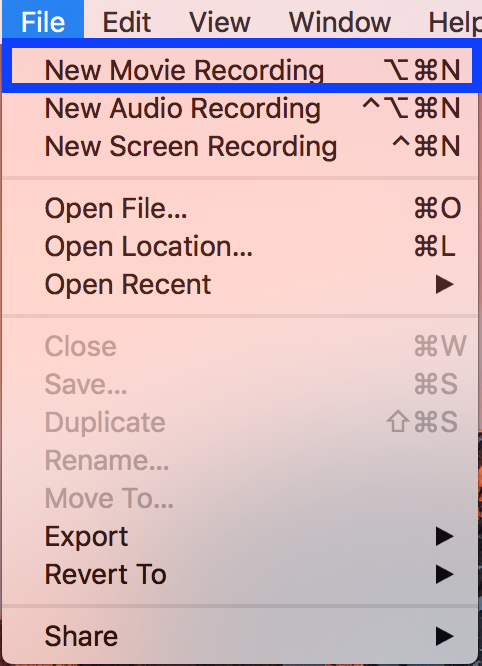 File Edit View Window Help
New Movie Recording ⌥⌘N
New Audio Recording ^⌥⌘N
New Screen Recording ^⌘N
Open File... ⌘O
Open Location... ⌘L
Open Recent ▶
Close ⌘W
Save... ⌘S
Duplicate ⇧⌘S
Rename...
Move To...
Export ▶
Revert To ▶
Share ▶